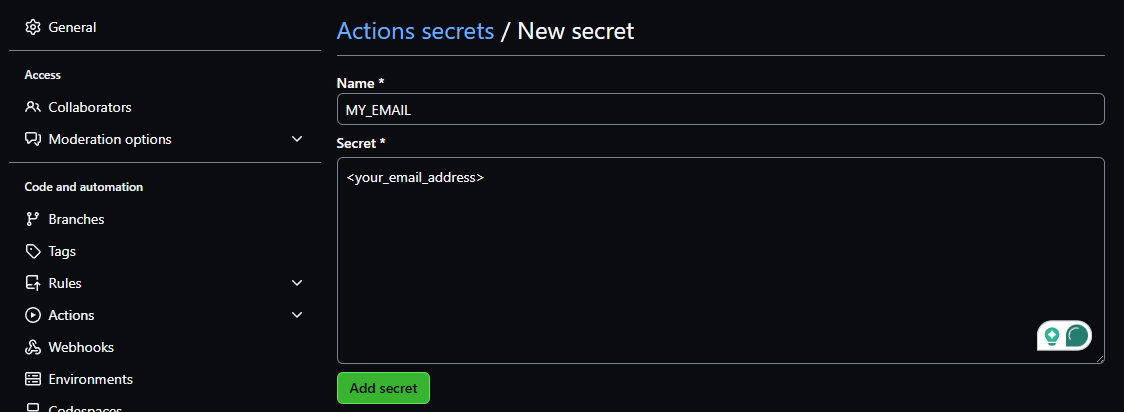 General
Access
Collaborators
Moderation options
Code and automation
Branches
Tags
Rules
Actions
Webhooks
Environments
Codespaces
Actions secrets / New secret
Name *
MY_EMAIL
Secret *
<your_email_address>
Add secret